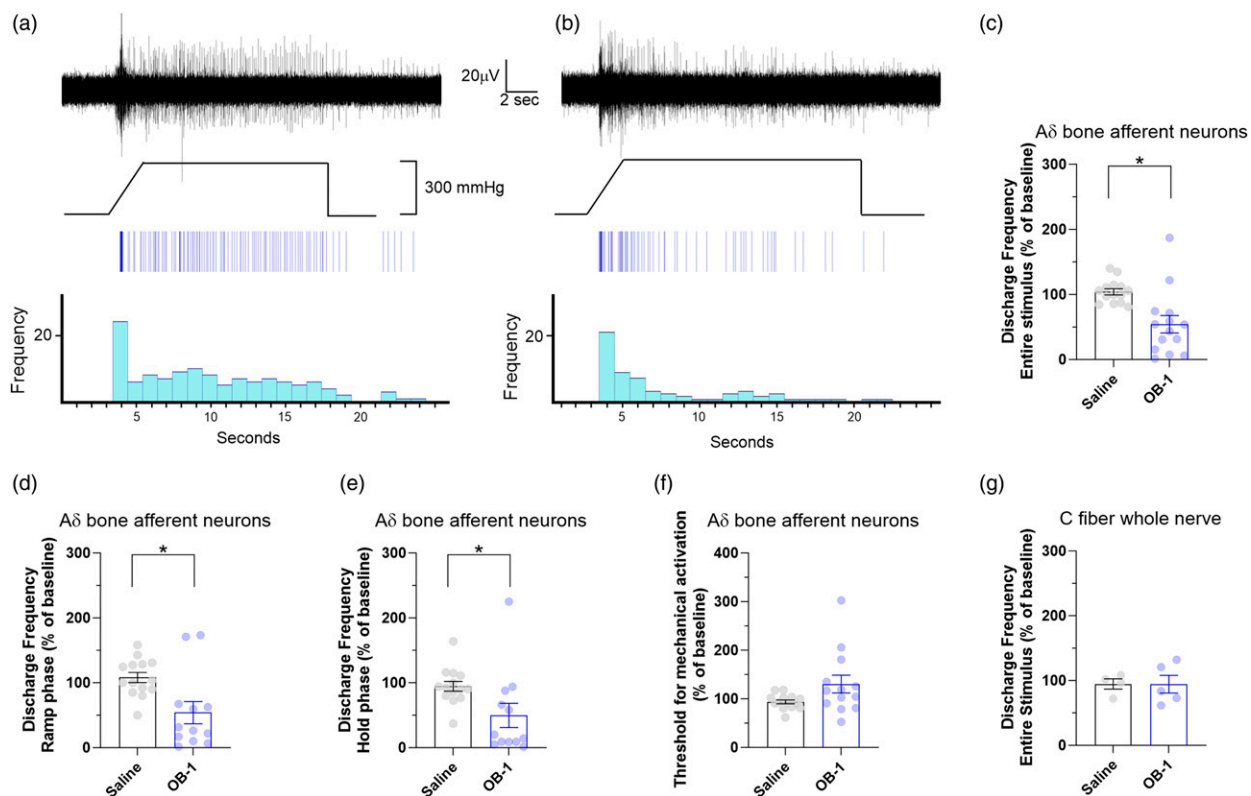 (a)
20μV
2 sec
300 mmHg
Frequency
20
5
10
15
20
Seconds
(b)
Frequency
20
5
10
15
20
Seconds
(c)
Aδ bone afferent neurons
Discharge Frequency
Entire stimulus (% of baseline)
300
200
100
0
*
Saline
OB-1
(d)
Aδ bone afferent neurons
Discharge Frequency
Ramp phase (% of baseline)
300
200
100
0
*
Saline
OB-1
(e)
Aδ bone afferent neurons
Discharge Frequency
Hold phase (% of baseline)
300
200
100
0
*
Saline
OB-1
(f)
Aδ bone afferent neurons
Threshold for mechanical activation
(% of baseline)
400
300
200
100
0
Saline
OB-1
(g)
C fiber whole nerve
Discharge Frequency
Entire Stimulus (% of baseline)
300
200
100
0
Saline
OB-1